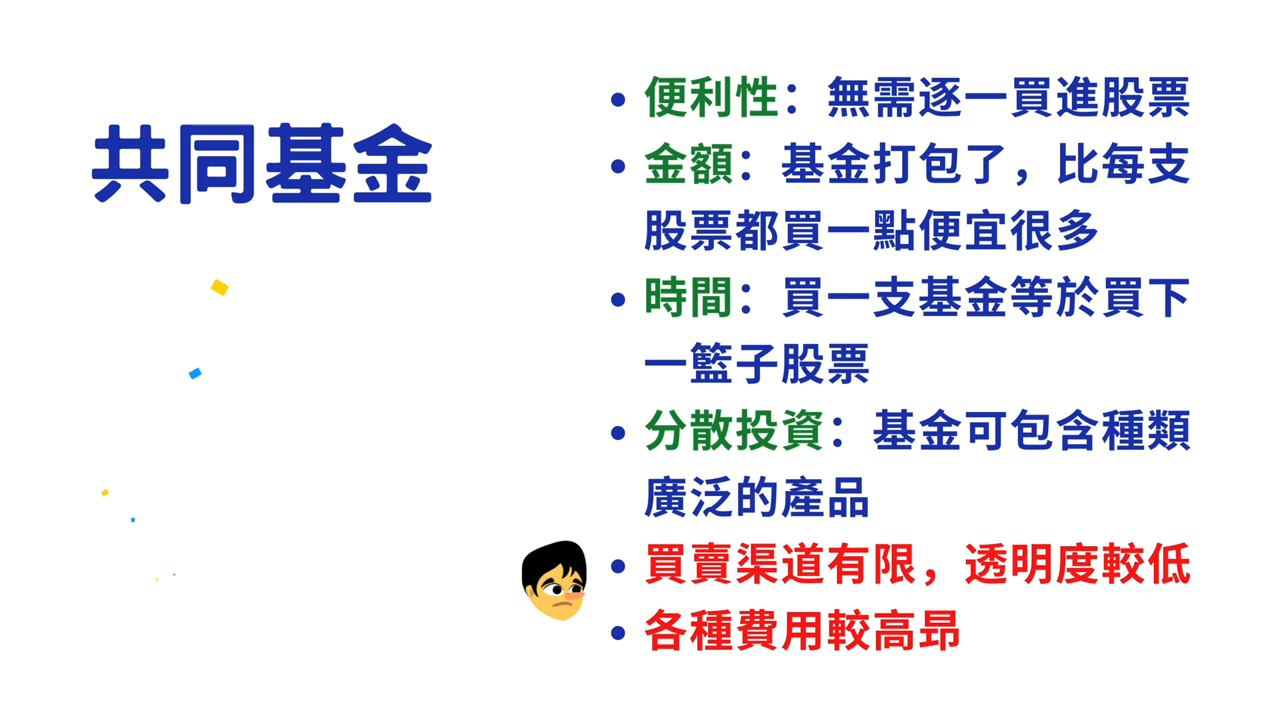 共同基金
• 便利性：無需逐一買進股票
• 金額：基金打包了，比每支
股票都買一點便宜很多
• 時間：買一支基金等於買下
一籃子股票
• 分散投資：基金可包含種類
廣泛的產品
• 買賣渠道有限，透明度較低
• 各種費用較高昂